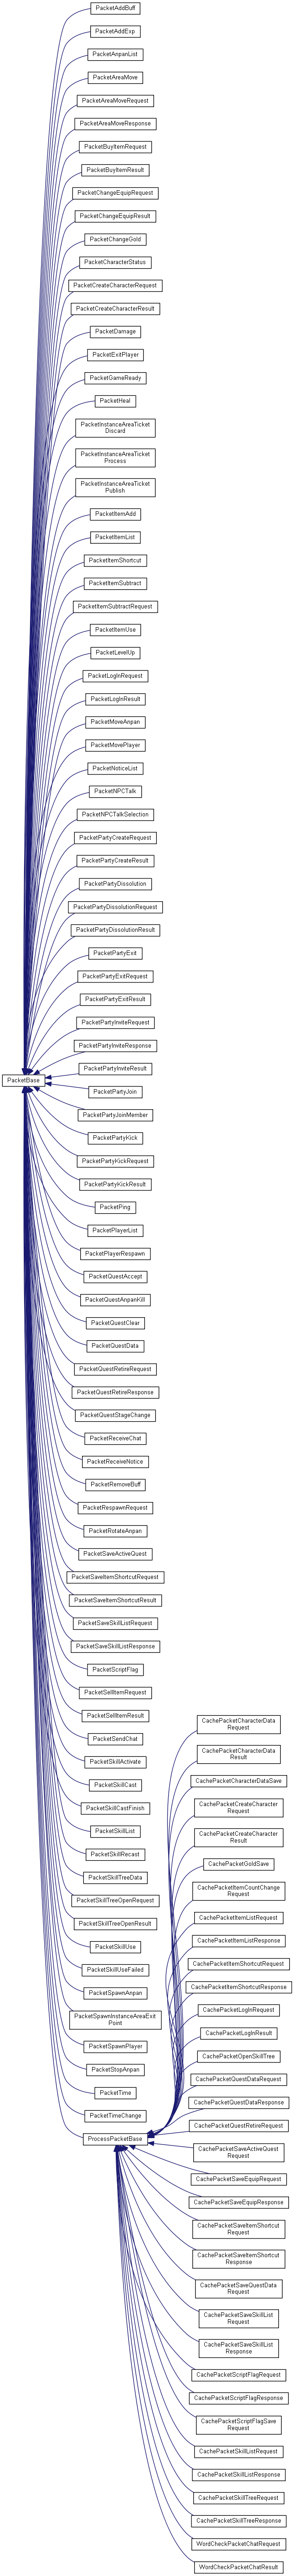 PacketAddBuff
PacketAddExp
PacketAnpanList
PacketAreaMove
PacketAreaMoveRequest
PacketAreaMoveResponse
PacketBuyItemRequest
PacketBuyItemResult
PacketChangeEquipRequest
PacketChangeEquipResult
PacketChangeGold
PacketCharacterStatus
PacketCreateCharacterRequest
PacketCreateCharacterResult
PacketDamage
PacketExitPlayer
PacketGameReady
PacketHeal
PacketInstanceAreaTicket
Discard
PacketInstanceAreaTicket
Process
PacketInstanceAreaTicket
Publish
PacketItemAdd
PacketItemList
PacketItemShortcut
PacketItemSubtract
PacketItemSubtractRequest
PacketItemUse
PacketLevelUp
PacketLogInRequest
PacketLogInResult
PacketMoveAnpan
PacketMovePlayer
PacketNoticeList
PacketNPCTalk
PacketNPCTalkSelection
PacketPartyCreateRequest
PacketPartyCreateResult
PacketPartyDissolution
PacketPartyDissolutionRequest
PacketPartyDissolutionResult
PacketPartyExit
PacketPartyExitRequest
PacketPartyExitResult
PacketPartyInviteRequest
PacketPartyInviteResponse
PacketPartyInviteResult
PacketBase
PacketPartyJoin
PacketPartyJoinMember
PacketPartyKick
PacketPartyKickRequest
PacketPartyKickResult
PacketPing
PacketPlayerList
PacketPlayerRespawn
PacketQuestAccept
PacketQuestAnpanKill
PacketQuestClear
PacketQuestData
PacketQuestRetireRequest
PacketQuestRetireResponse
PacketQuestStageChange
PacketReceiveChat
PacketReceiveNotice
PacketRemoveBuff
PacketRespawnRequest
PacketRotateAnpan
PacketSaveActiveQuest
PacketSaveItemShortcutRequest
PacketSaveItemShortcutResult
PacketSaveSkillListRequest
PacketSaveSkillListResponse
PacketScriptFlag
PacketSellItemRequest
PacketSellItemResult
PacketSendChat
PacketSkillActivate
PacketSkillCast
PacketSkillCastFinish
PacketSkillList
PacketSkillRecast
PacketSkillTreeData
PacketSkillTreeOpenRequest
PacketSkillTreeOpenResult
PacketSkillUse
PacketSkillUseFailed
PacketSpawnAnpan
PacketSpawnInstanceAreaExit
Point
PacketSpawnPlayer
PacketStopAnpan
PacketTime
PacketTimeChange
ProcessPacketBase
CachePacketCharacterData
Request
CachePacketCharacterData
Result
CachePacketCharacterDataSave
CachePacketCreateCharacter
Request
CachePacketCreateCharacter
Result
CachePacketGoldSave
CachePacketItemCountChange
Request
CachePacketItemListRequest
CachePacketItemListResponse
CachePacketItemShortcutRequest
CachePacketItemShortcutResponse
CachePacketLogInRequest
CachePacketLogInResult
CachePacketOpenSkillTree
CachePacketQuestDataRequest
CachePacketQuestDataResponse
CachePacketQuestRetireRequest
CachePacketSaveActiveQuest
Request
CachePacketSaveEquipRequest
CachePacketSaveEquipResponse
CachePacketSaveItemShortcut
Request
CachePacketSaveItemShortcut
Result
CachePacketSaveQuestData
Request
CachePacketSaveSkillList
Request
CachePacketSaveSkillList
Response
CachePacketScriptFlagRequest
CachePacketScriptFlagResponse
CachePacketScriptFlagSave
Request
CachePacketSkillListRequest
CachePacketSkillListResponse
CachePacketSkillTreeRequest
CachePacketSkillTreeResponse
WordCheckPacketChatRequest
WordCheckPacketChatResult